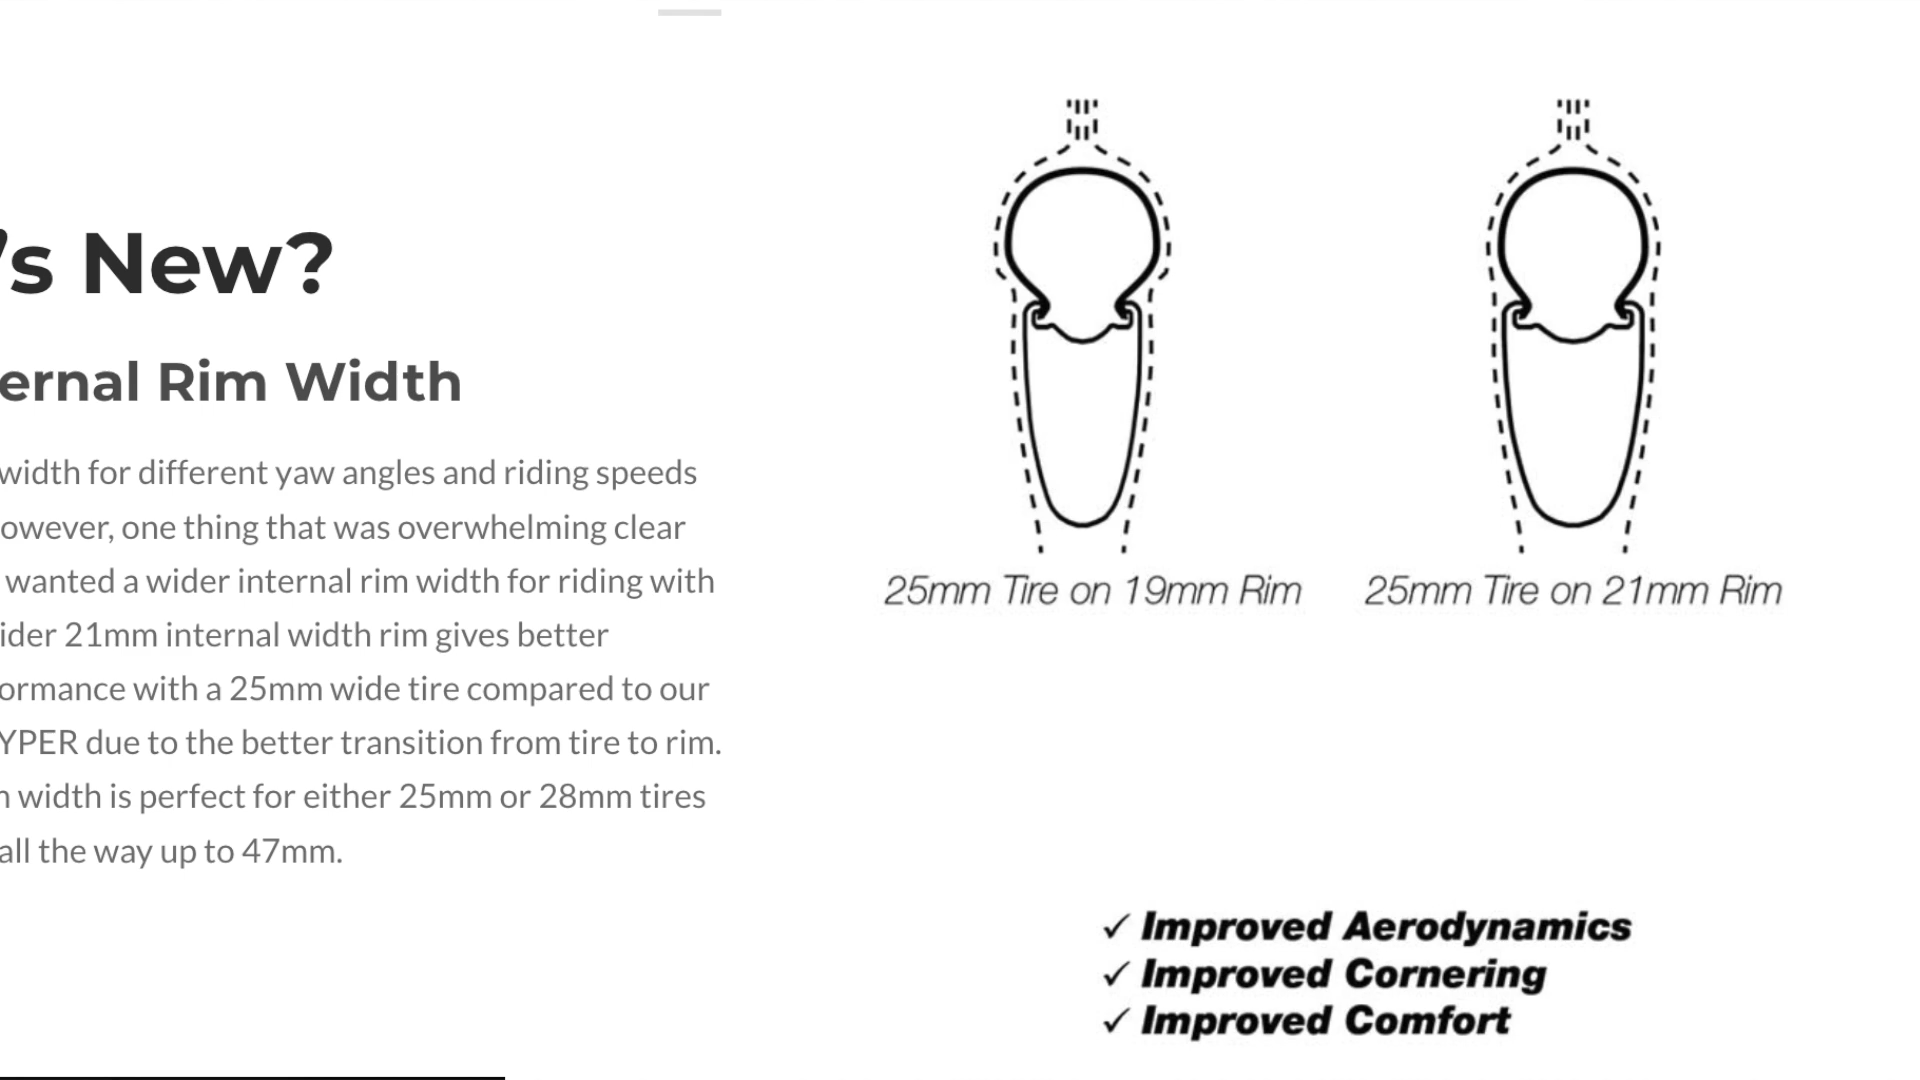 's New?
ernal Rim Width
width for different yaw angles and riding speeds
owever, one thing that was overwhelming clear
wanted a wider internal rim width for riding with
ider 21mm internal width rim gives better
ormance with a 25mm wide tire compared to our
YPER due to the better transition from tire to rim.
width is perfect for either 25mm or 28mm tires
all the way up to 47mm.
25mm Tire on 19mm Rim
25mm Tire on 21mm Rim
✓ Improved Aerodynamics
✓ Improved Cornering
✓ Improved Comfort